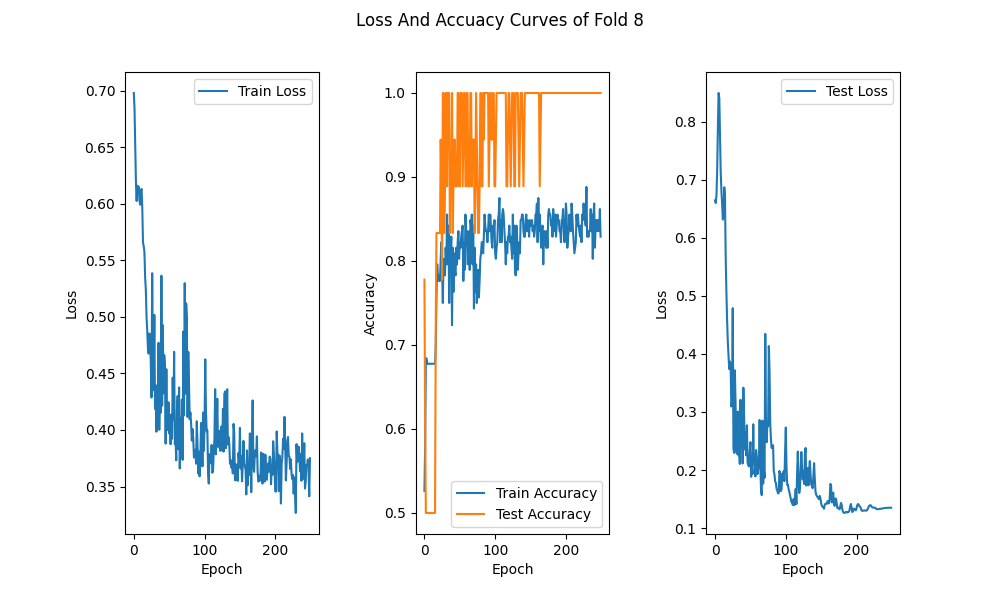 Loss And Accuacy Curves of Fold 8
Train Loss
0.70
0.65
0.60
0.55
0.50
0.45
0.40
0.35
Loss
0
100
200
Epoch
1.0
0.9
0.8
0.7
0.6
0.5
Accuracy
Train Accuracy
Test Accuracy
0
100
200
Epoch
Test Loss
0.8
0.7
0.6
0.5
0.4
0.3
0.2
0.1
Loss
0
100
200
Epoch